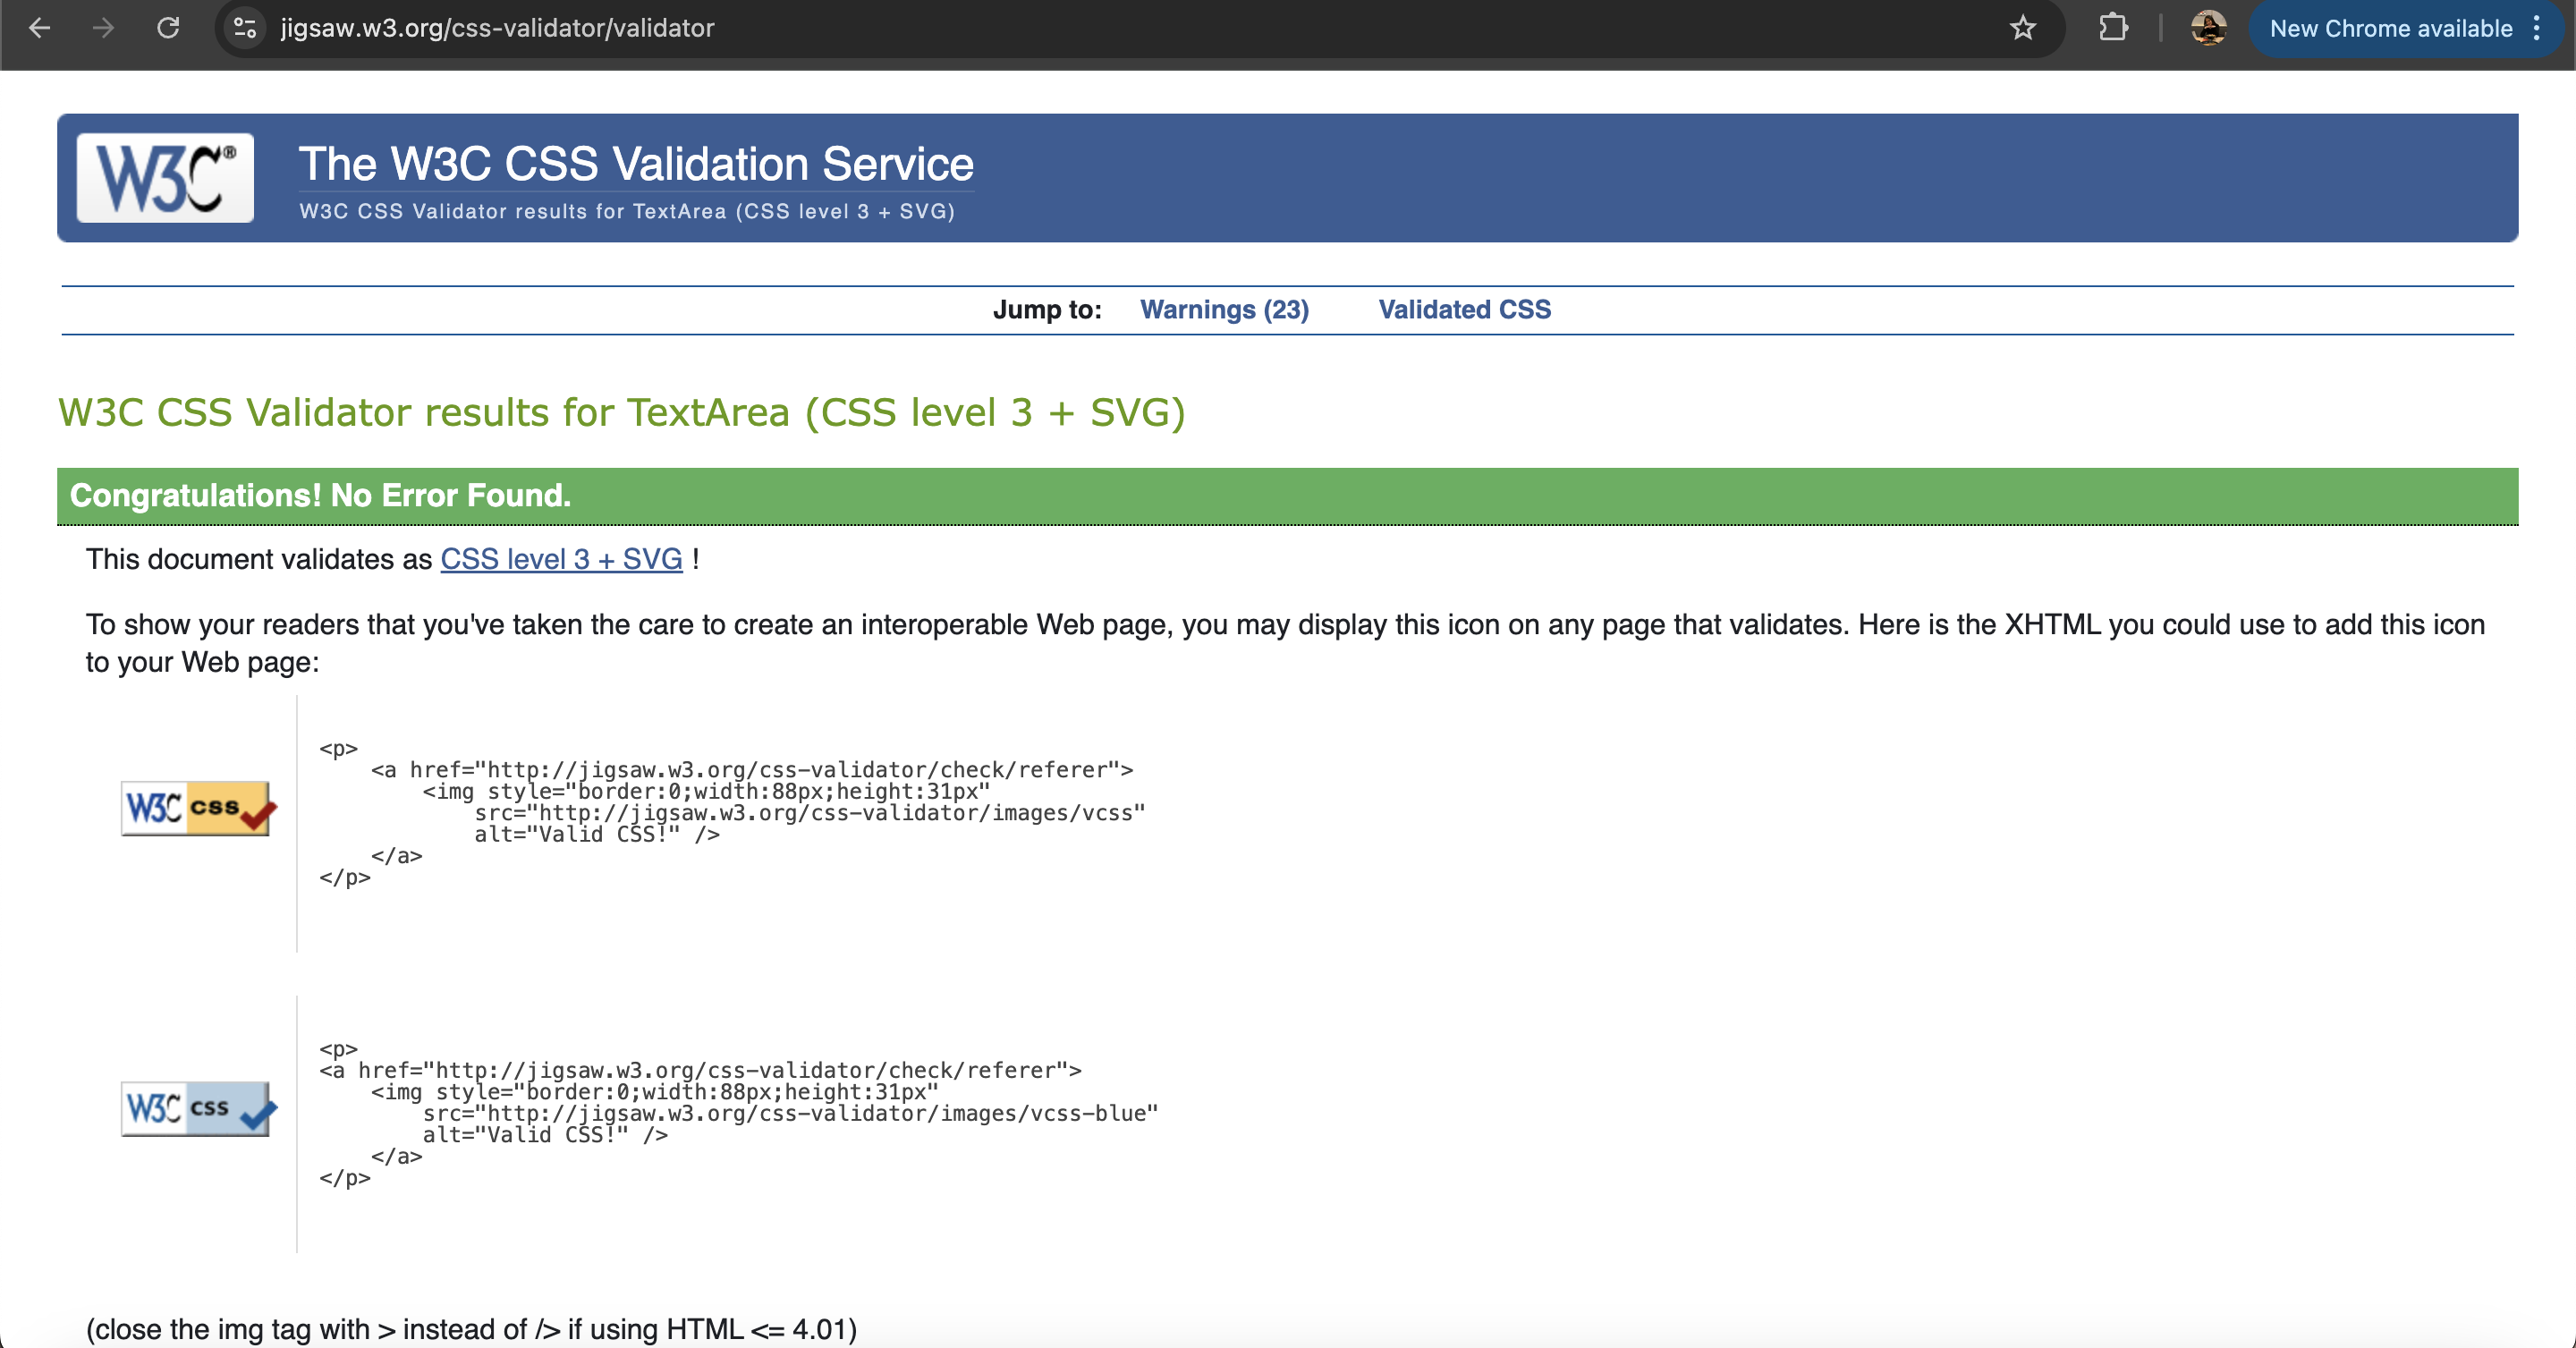 jigsaw.w3.org/css-validator/validator
New Chrome available
W3C®
The W3C CSS Validation Service
W3C CSS Validator results for TextArea (CSS level 3 + SVG)
Jump to: Warnings (23) Validated CSS
W3C CSS Validator results for TextArea (CSS level 3 + SVG)
Congratulations! No Error Found.
This document validates as CSS level 3 + SVG !
To show your readers that you've taken the care to create an interoperable Web page, you may display this icon on any page that validates. Here is the XHTML you could use to add this icon
to your Web page:
W3C css
<p>
    <a href="http://jigsaw.w3.org/css-validator/check/referer">
        <img style="border:0;width:88px;height:31px"
            src="http://jigsaw.w3.org/css-validator/images/vcss"
            alt="Valid CSS!" />
    </a>
</p>
W3C css
<p>
<a href="http://jigsaw.w3.org/css-validator/check/referer">
    <img style="border:0;width:88px;height:31px"
        src="http://jigsaw.w3.org/css-validator/images/vcss-blue"
        alt="Valid CSS!" />
    </a>
</p>
(close the img tag with > instead of /> if using HTML <= 4.01)